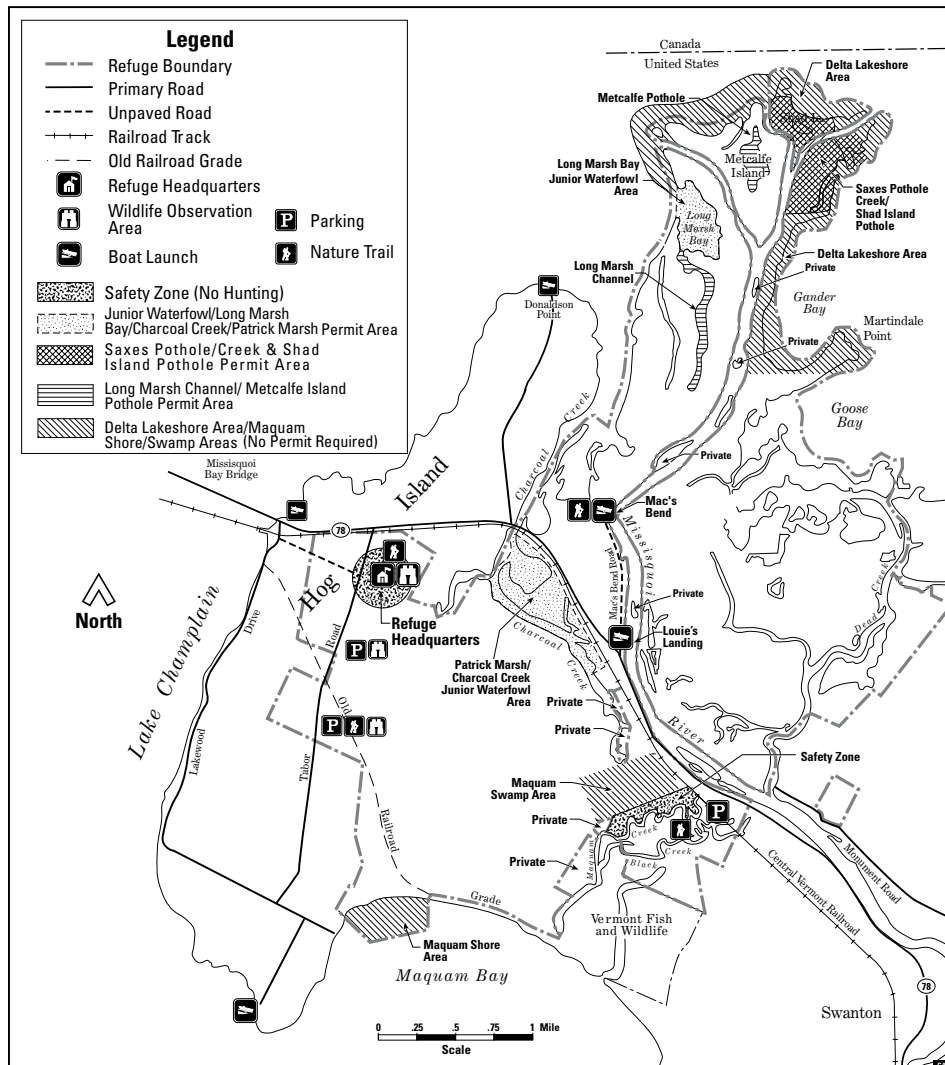 Legend
Refuge Boundary
Primary Road
Unpaved Road
Railroad Track
Old Railroad Grade
Refuge Headquarters
Wildlife Observation
Area
P
Parking
Boat Launch
Nature Trail
Safety Zone (No Hunting)
Junior Waterfowl/Long Marsh
Bay/Charcoal Creek/Patrick Marsh Permit Area
Saxes Pothole/Creek & Shad
Island Pothole Permit Area
Long Marsh Channel/ Metcalfe Island
Pothole Permit Area
Delta Lakeshore Area/Maquam
Shore/Swamp Areas (No Permit Required)
Canada
United States
Delta Lakeshore
Area
Metcalfe Pothole
Metcalfe
Island
Long Marsh Bay
Junior Waterfowl
Area
Long
Marsh
Bay
Saxes Pothole
Creek/
Shad Island
Pothole
Delta Lakeshore Area
Private
Long Marsh
Channel
Gander
Bay
Donaldson
Point
Martindale
Point
Private
Goose
Bay
Charcoal Creek
Private
Missisquoi
Bay Bridge
Island
Hog
78
Mac's
Bend
Missisquoi
River
Mac's Bend Road
Dead Creek
North
Lake Champlain
Lakewood
Drive
Tabor
Road
Refuge
Headquarters
Private
Louie's
Landing
Charcoal
Creek
Patrick Marsh/
Charcoal Creek
Junior Waterfowl
Area
P
Private
Private
P
Old
Railroad
Grade
Safety Zone
Maquam
Swamp Area
P
Private
Private
Maquam
Creek
Black
Creek
Central Vermont Railroad
Monument Road
Vermont Fish
and Wildlife
Maquam Shore
Area
Maquam Bay
78
Swanton
0 .25 .5 .75 1 Mile
Scale